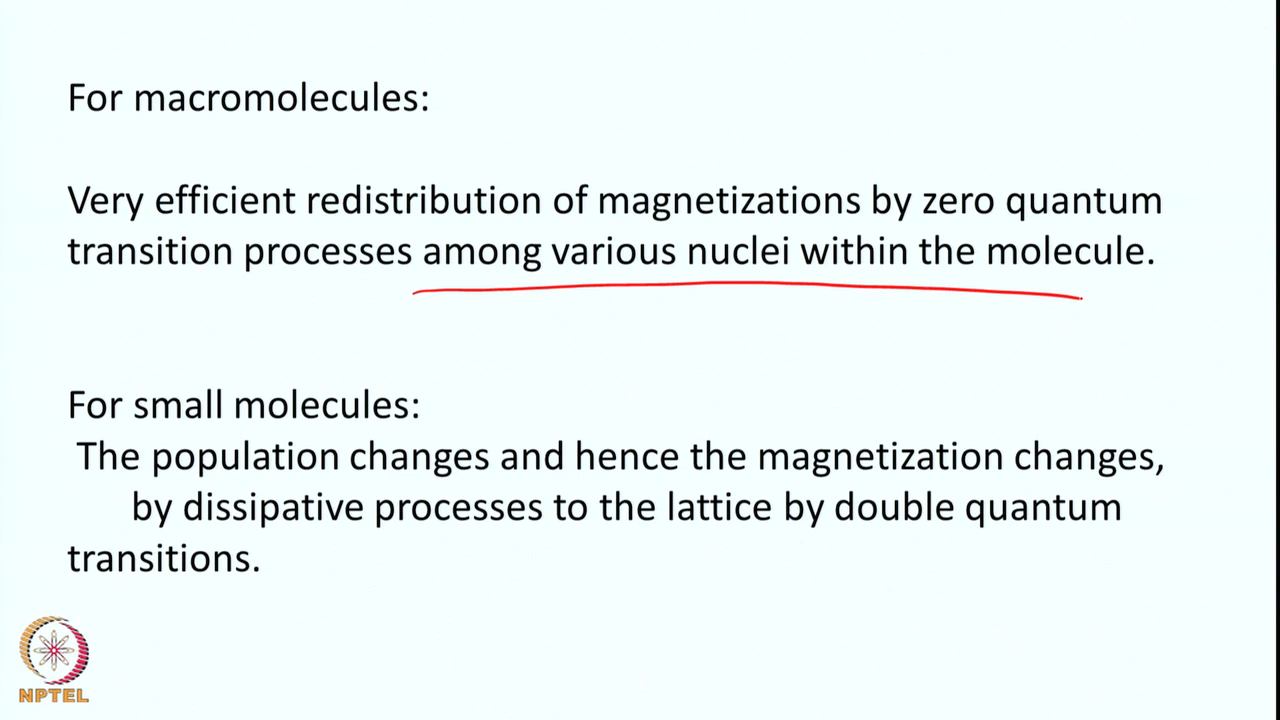 For macromolecules:
Very efficient redistribution of magnetizations by zero quantum
transition processes among various nuclei within the molecule.
For small molecules:
The population changes and hence the magnetization changes,
by dissipative processes to the lattice by double quantum
transitions.
NPTEL